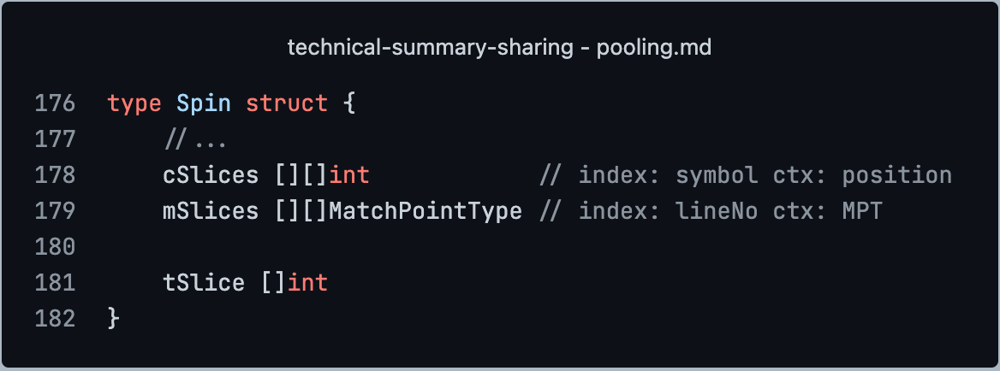 technical-summary-sharing - pooling.md
176 type Spin struct {
177 //...
178 cSlices [][]int // index: symbol ctx: position
179 mSlices [][]MatchPointType // index: lineNo ctx: MPT
180
181 tSlice []int
182 }